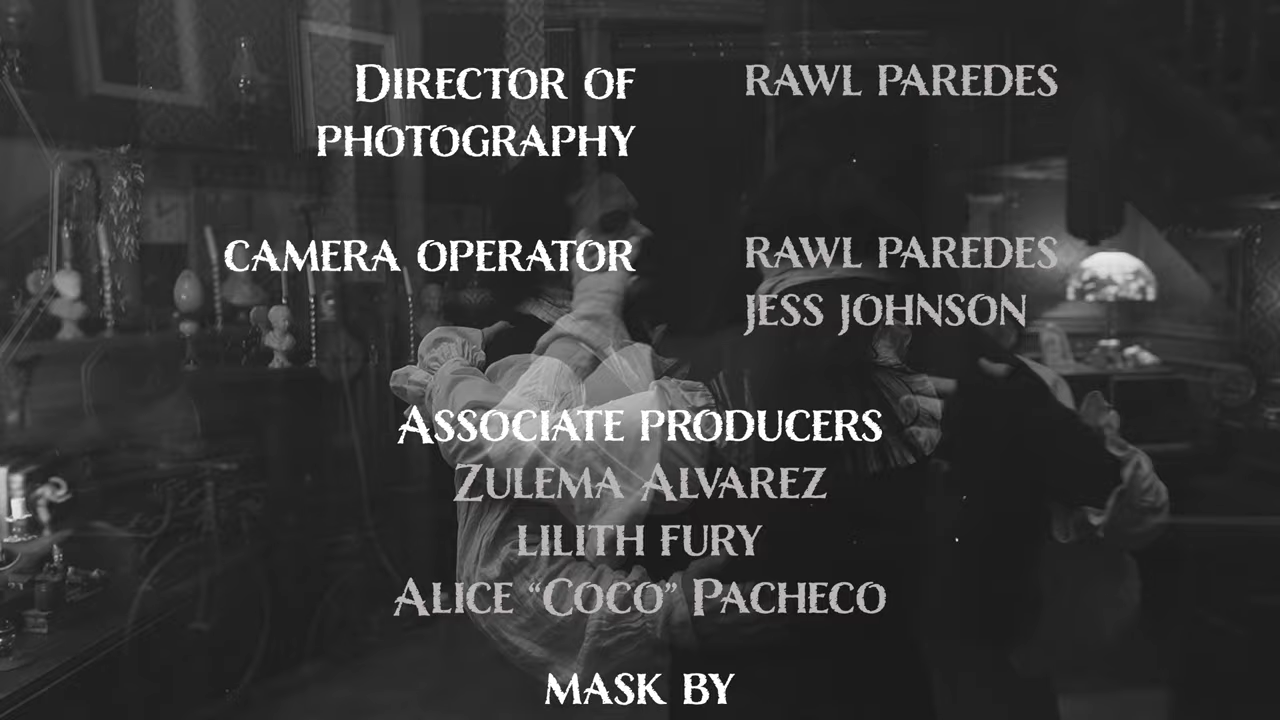 Director of RAWL PAREDES
PHOTOGRAPHY
CAMERA OPERATOR RAWL PAREDES
JESS JOHNSON
Associate producers
Zulema Alvarez
LILITH FURY
Alice “Coco” Pacheco
MASK BY